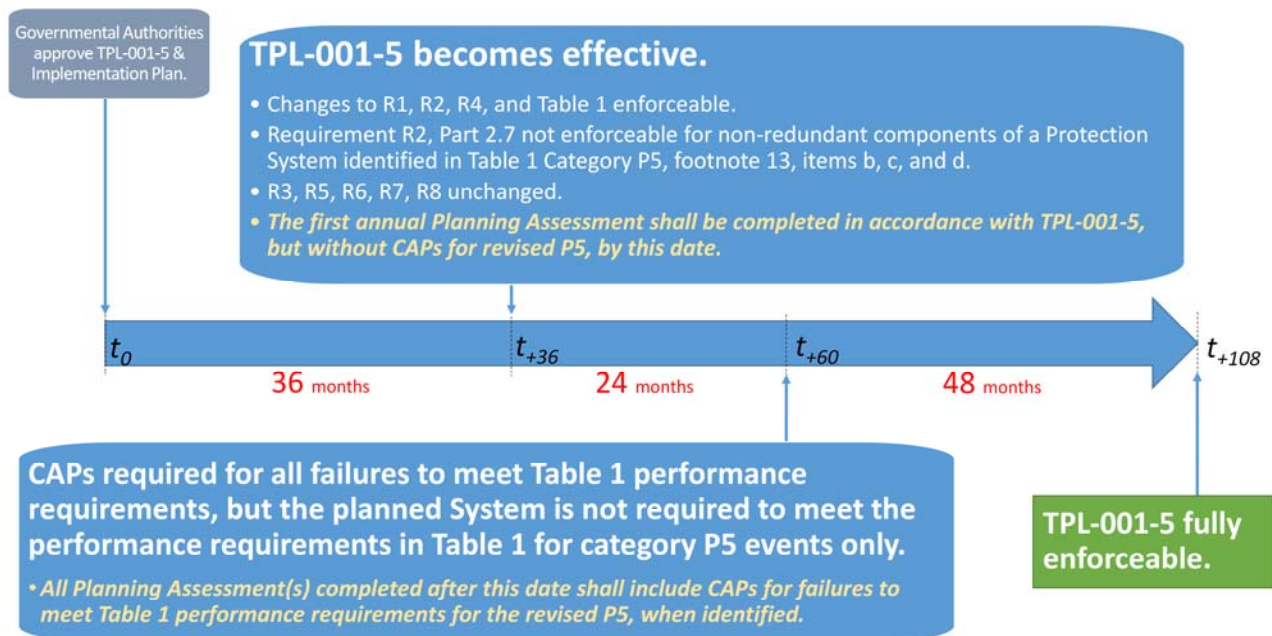 Governmental Authorities
approve TPL-001-5 &
Implementation Plan.
TPL-001-5 becomes effective.
• Changes to R1, R2, R4, and Table 1 enforceable.
• Requirement R2, Part 2.7 not enforceable for non-redundant components of a Protection
System identified in Table 1 Category P5, footnote 13, items b, c, and d.
• R3, R5, R6, R7, R8 unchanged.
• The first annual Planning Assessment shall be completed in accordance with TPL-001-5,
but without CAPs for revised P5, by this date.
t0 t+36 t+60 t+108
36 months 24 months 48 months
CAPs required for all failures to meet Table 1 performance
requirements, but the planned System is not required to meet the
performance requirements in Table 1 for category P5 events only.
• All Planning Assessment(s) completed after this date shall include CAPs for failures to
meet Table 1 performance requirements for the revised P5, when identified.
TPL-001-5 fully
enforceable.